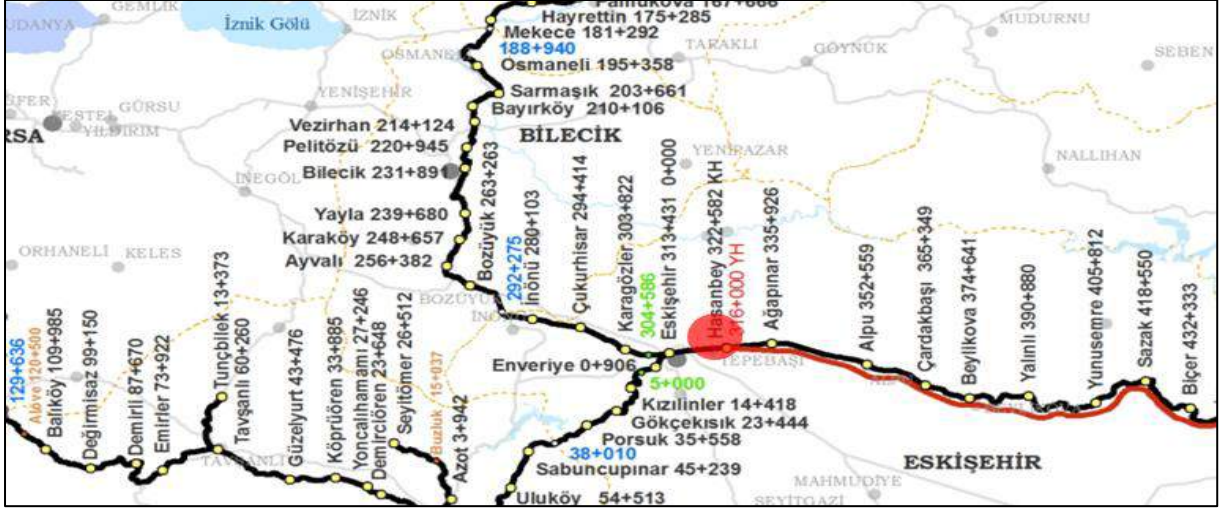 GEMLİK
İZNİK
İznik Gölü
Pamukova 167+666
Hayrettin 175+285
Mekece 181+292
188+940
Osmaneli 195+358
TARAKLI
GÖYNÜK
MUDURNU
SEBEN
Sarmaşık 203+661
Bayırköy 210+106
YENİŞEHİR
GÜRSU
YILDIRIM
Vezirhan 214+124
BİLECİK
Pelitözü 220+945
YENİPAZAR
NALLIHAN
Bilecik 231+891
İNEGÖL
Yayla 239+680
Karaköy 248+657
Ayvalı 256+382
ORHANELİ
KELES
Bozüyük 263+263
292+275
İnönü 280+103
Çukurhisar 294+414
Karagözler 303+822
304+586
Eskişehir 313+431 0+000
Hasanbey 322+582 KH
316+000 YH
Ağapınar 335+926
Alpu 352+559
Çardakbaşı 365+349
Beylikova 374+641
Yalınlı 390+880
Yunusemre 405+812
Sazak 418+550
Biçer 432+333
TEPEBAŞI
Enveriye 0+906
5+000
Kızılinler 14+418
Gökçekısık 23+444
Porsuk 35+558
38+010
Sabuncupınar 45+239
Uluköy 54+513
ESKİŞEHİR
MAHMUDİYE
SEYİTGAZİ
129+636
Balıköy 109+985
Değirmisaz 99+150
Demirli 87+670
Emirler 73+922
Tunçbilek 13+373
Tavşanlı 60+260
TAVŞANLI
Güzelyurt 43+476
Köprüören 33+885
Yoncalıhamamı 27+246
Demirciören 23+648
Seyitömer 26+512
Buzluk 15+037
Azot 3+942